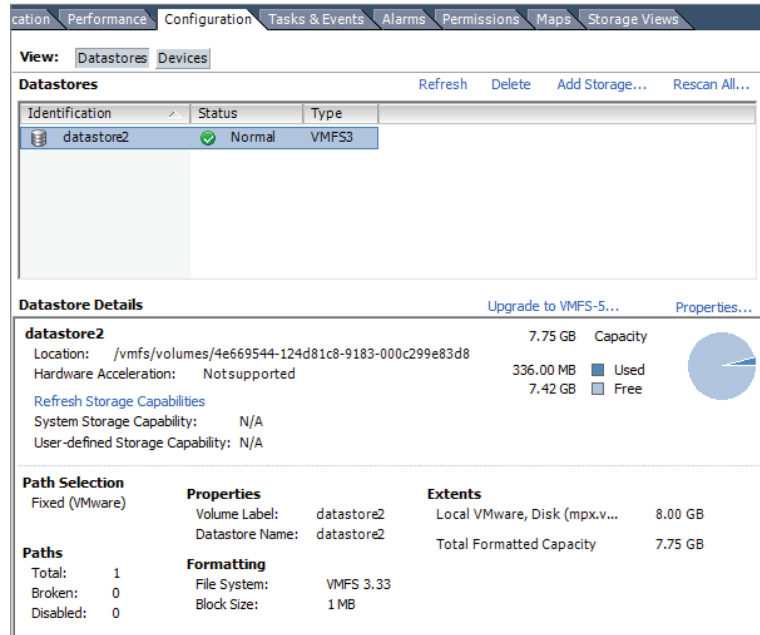 cation Performance Configuration Tasks & Events Alarms Permissions Maps Storage Views
View: Datastores Devices
Datastores Refresh Delete Add Storage... Rescan All...
Identification Status Type
datastore2 Normal VMFS3
Datastore Details Upgrade to VMFS-5... Properties...
datastore2 7.75 GB Capacity
Location: /vmfs/volumes/4e669544-124d81c8-9183-000c299e83d8
Hardware Acceleration: Not supported 336.00 MB Used
7.42 GB Free
Refresh Storage Capabilities
System Storage Capability: N/A
User-defined Storage Capability: N/A
Path Selection
Fixed (VMware)
Paths
Total: 1
Broken: 0
Disabled: 0
Properties
Volume Label: datastore2
Datastore Name: datastore2
Formatting
File System: VMFS 3.33
Block Size: 1 MB
Extents
Local VMware, Disk (mpx.v... 8.00 GB
Total Formatted Capacity 7.75 GB